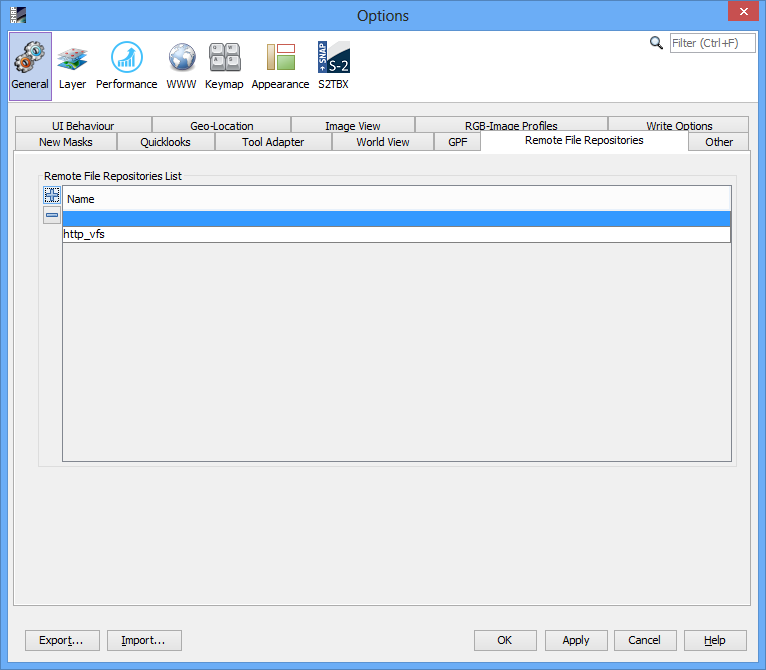 Options
Filter (Ctrl+F)
General Layer Performance WWW Keymap Appearance S2TBX
UI Behaviour Geo-Location Image View RGB-Image Profiles Write Options
New Masks Quicklooks Tool Adapter World View GPF Remote File Repositories Other
Remote File Repositories List
Name
http_vfs
Export... Import... OK Apply Cancel Help